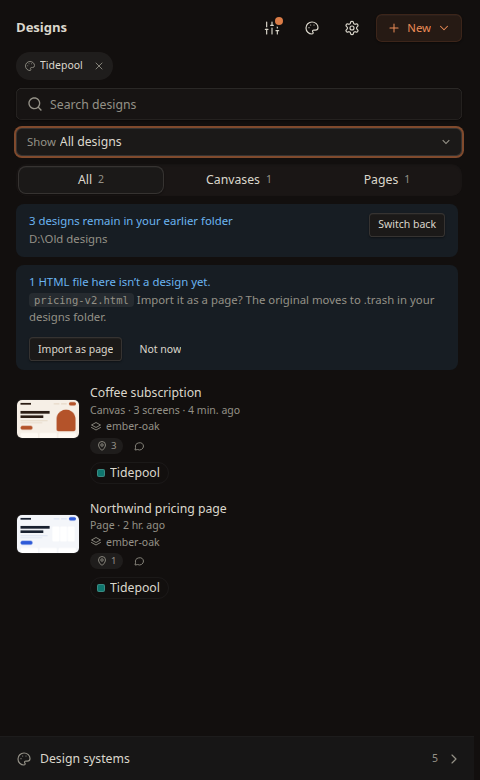 Designs
New
Tidepool
Search designs
Show All designs
All 2
Canvases 1
Pages 1
3 designs remain in your earlier folder
D:\Old designs
Switch back
1 HTML file here isn't a design yet.
pricing-v2.html Import it as a page? The original moves to .trash in your
designs folder.
Import as page
Not now
Coffee subscription
Canvas · 3 screens · 4 min. ago
ember-oak
3
Tidepool
Northwind pricing page
Page · 2 hr. ago
ember-oak
1
Tidepool
Design systems
5